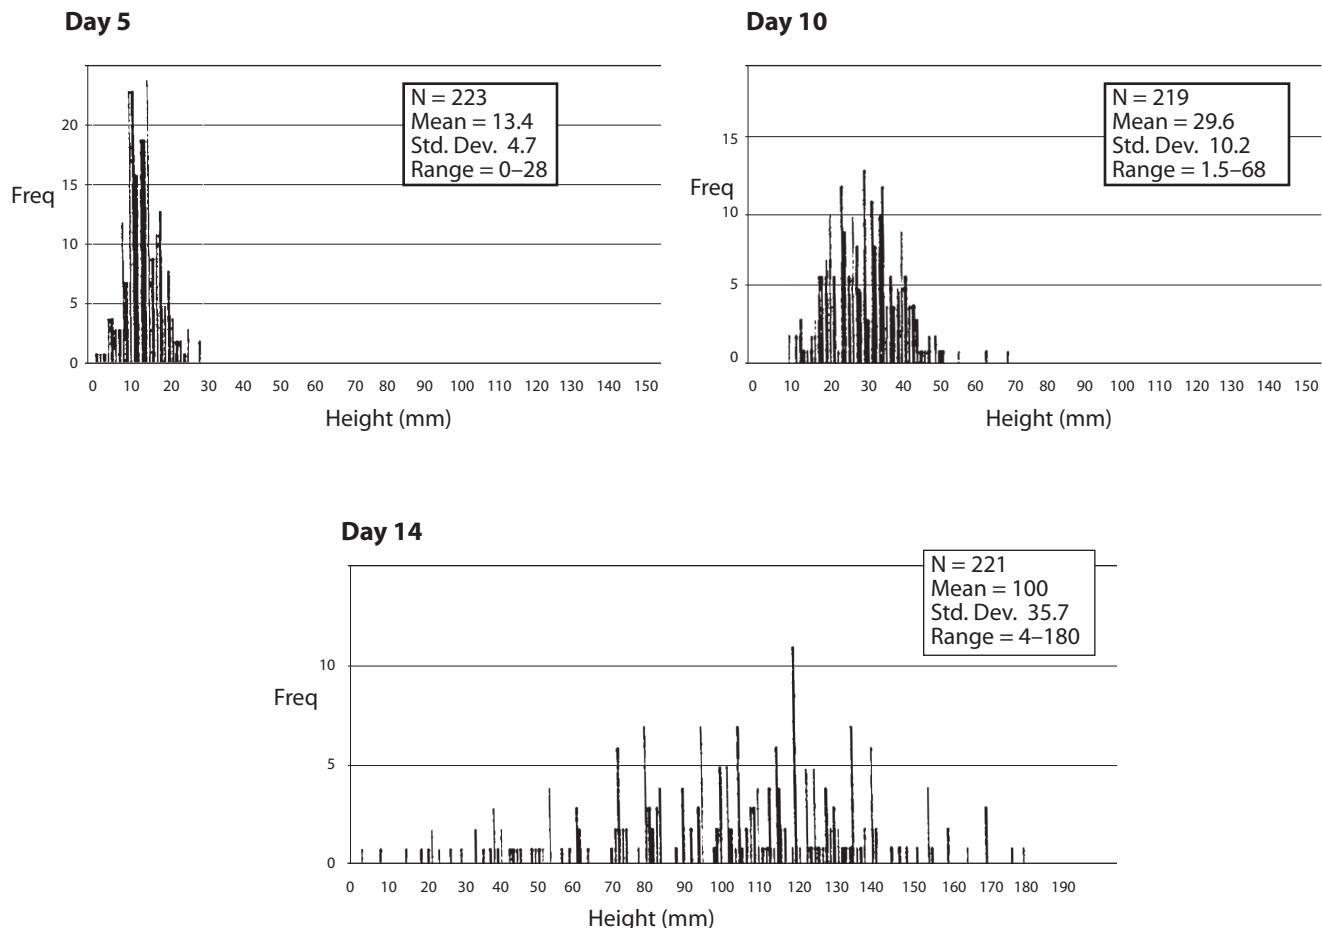 Day 5
N = 223
Mean = 13.4
Std. Dev. 4.7
Range = 0–28
20
15
10
5
0
Freq
0 10 20 30 40 50 60 70 80 90 100 110 120 130 140 150
Height (mm)
Day 10
N = 219
Mean = 29.6
Std. Dev. 10.2
Range = 1.5–68
15
10
5
0
Freq
0 10 20 30 40 50 60 70 80 90 100 110 120 130 140 150
Height (mm)
Day 14
N = 221
Mean = 100
Std. Dev. 35.7
Range = 4–180
10
5
0
Freq
0 10 20 30 40 50 60 70 80 90 100 110 120 130 140 150 160 170 180 190
Height (mm)